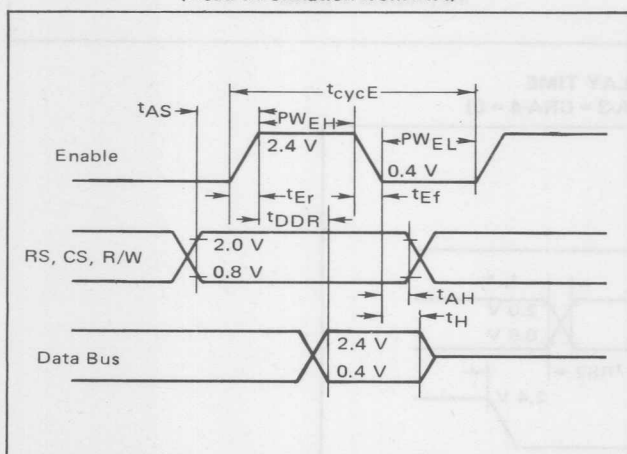 tcycE
tAS
PWEH
PWEL
Enable
2.4 V
0.4 V
tEr
tEf
tDDR
RS, CS, R/W
2.0 V
0.8 V
tAH
tH
Data Bus
2.4 V
0.4 V